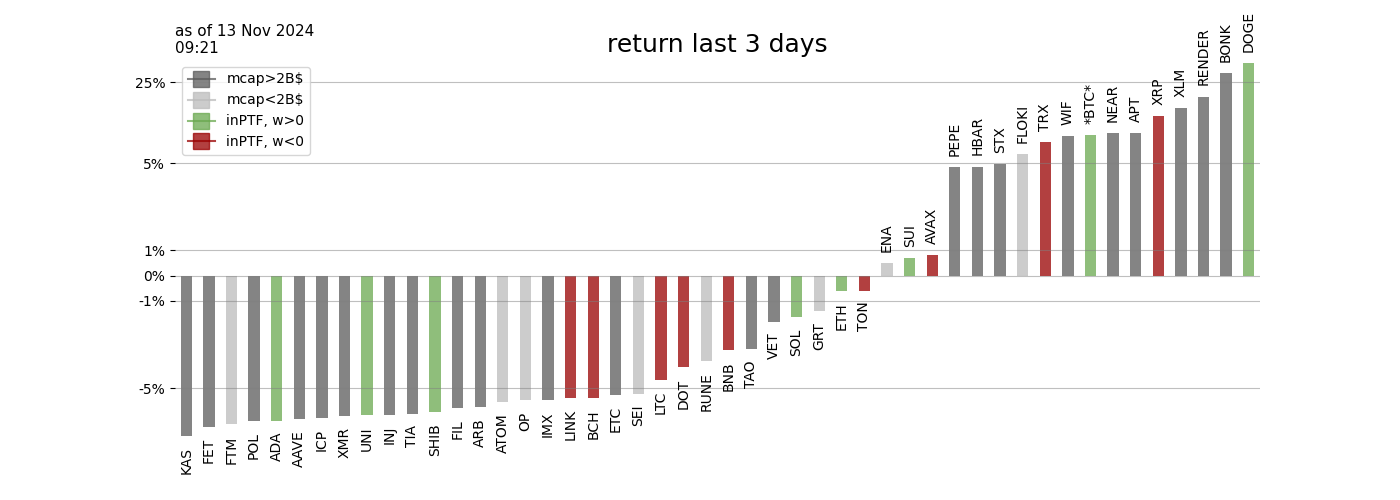 as of 13 Nov 2024
09:21
return last 3 days
mcap>2B$
mcap<2B$
inPTF, w>0
inPTF, w<0
25%
5%
1%
0%
-1%
-5%
KAS
FET
FTM
POL
ADA
AAVE
ICP
XMR
UNI
INJ
TIA
SHIB
FIL
ARB
ATOM
OP
IMX
LINK
BCH
ETC
SEI
LTC
DOT
RUNE
BNB
TAO
VET
SOL
GRT
ETH
TON
ENA
SUI
AVAX
PEPE
HBAR
STX
FLOKI
TRX
WIF
*BTC*
NEAR
APT
XRP
XLM
RENDER
BONK
DOGE